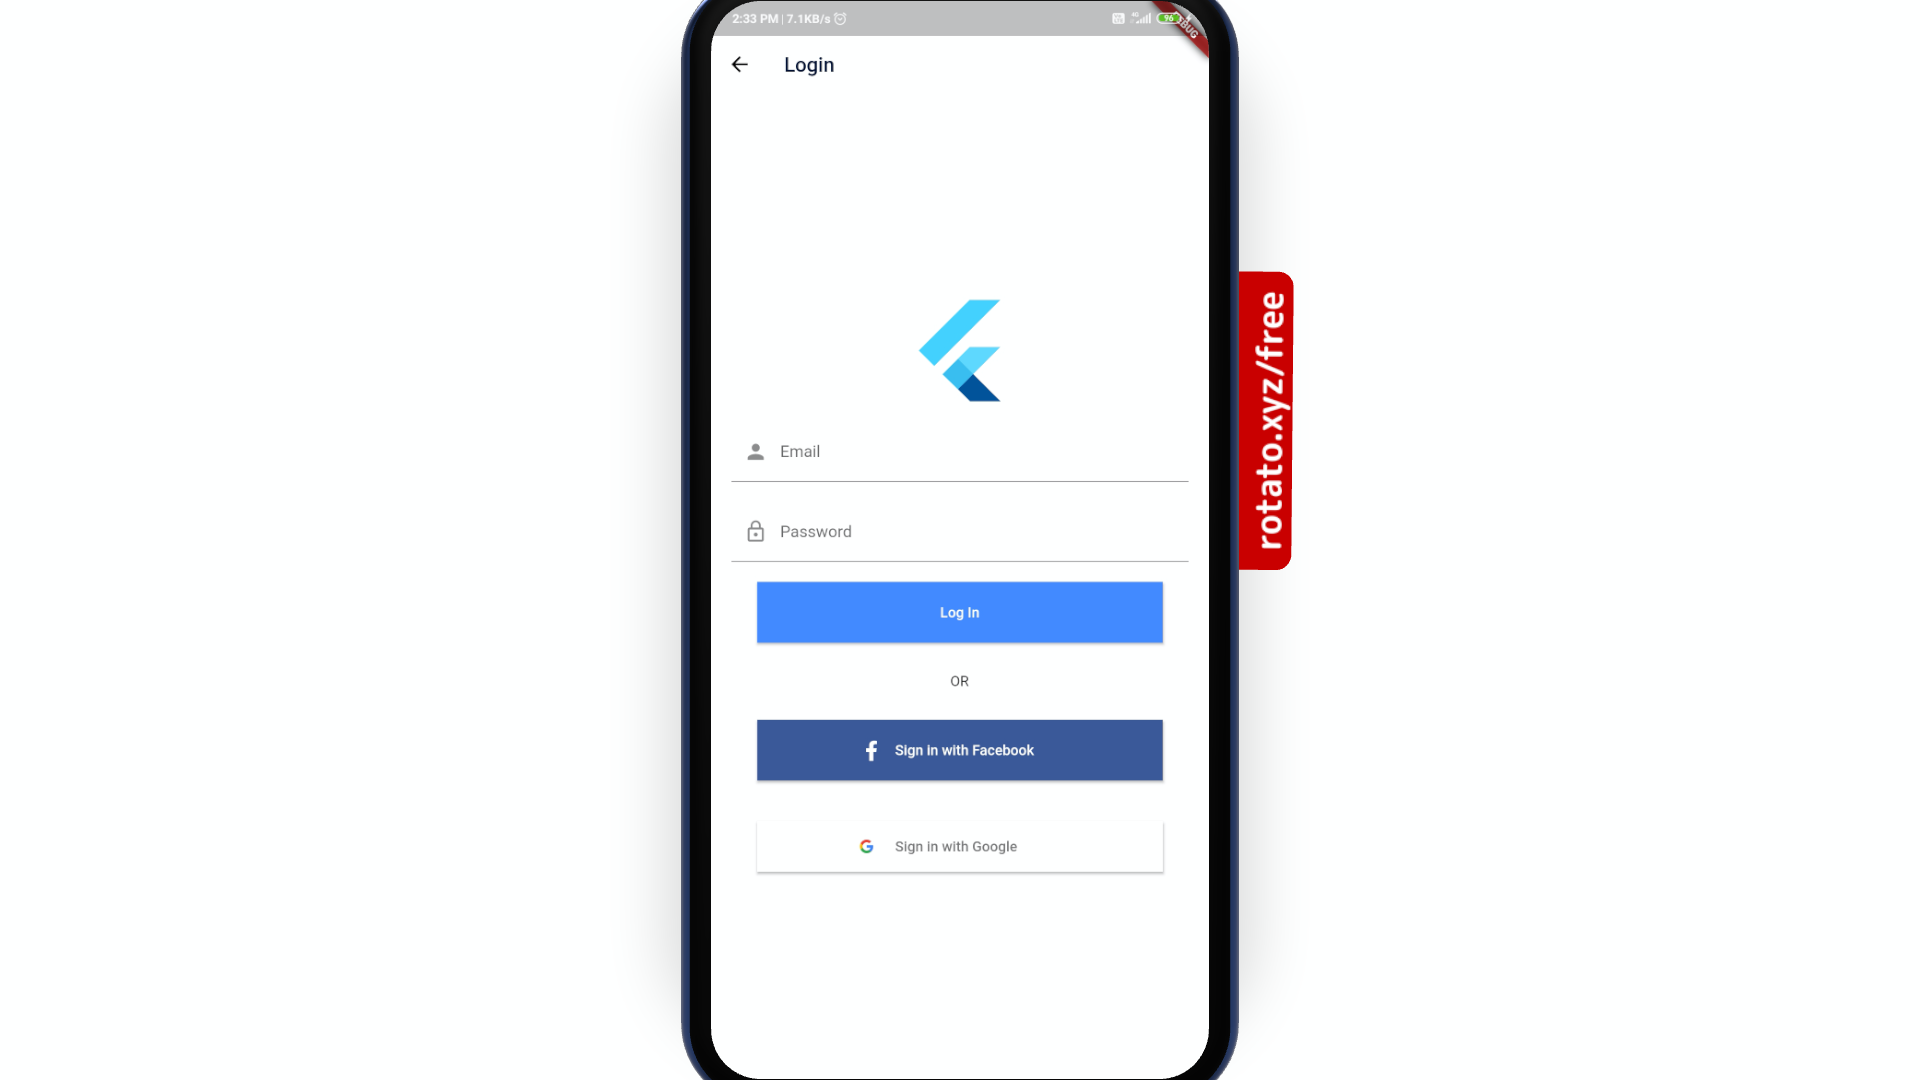 2:33 PM | 7.1KB/s
4G
96
Login
Email
Password
Log In
OR
Sign in with Facebook
Sign in with Google
rotato.xyz/free